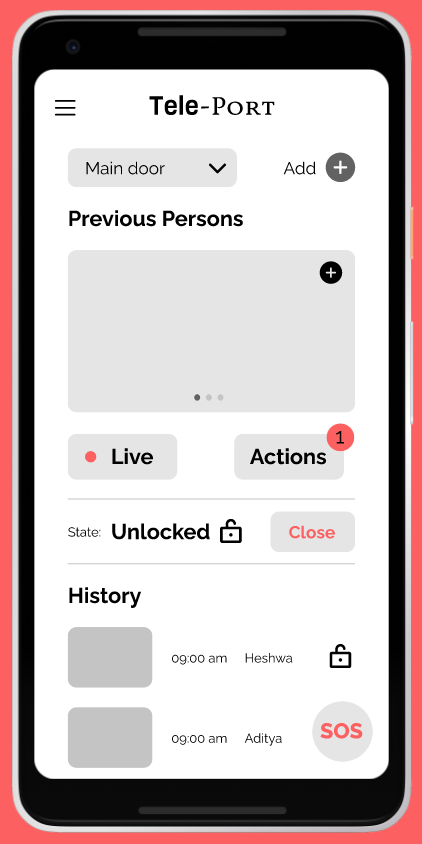 Tele-Port
Main door
Add
Previous Persons
Live
Actions
1
State: Unlocked
Close
History
09:00 am Heshwa
09:00 am Aditya
SOS